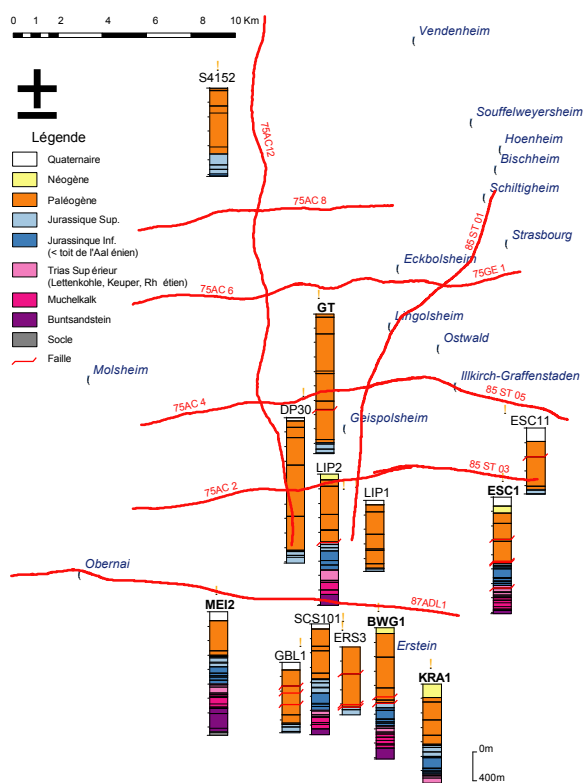 0 1 2 4 6 8 10 Km
Vendenheim
S4152
Souffelweyersheim
Légende
Hoenheim
Quaternaire
Bischheim
Néogène
75AC12
Paléogène
75AC 8
Schiltigheim
Jurassique Sup.
85 ST 01
Strasbourg
Jurassinque Inf.
(< toit de l'Aal énien)
Eckbolsheim
75GE 1
Trias Sup érieur
(Lettenkohle, Keuper, Rh étien)
75AC 6
Muchelkalk
GT
Buntsandstein
Lingolsheim
Socle
Ostwald
Faille
Molsheim
Illkirch-Graffenstaden
85 ST 05
75AC 4
DP30
Geispolsheim
ESC11
LIP2
85 ST 03
75AC 2
LIP1
ESC1
Obernai
87ADL1
MEI2
SCS101
BWG1
ERS3
Erstein
GBL1
KRA1
0m
400m